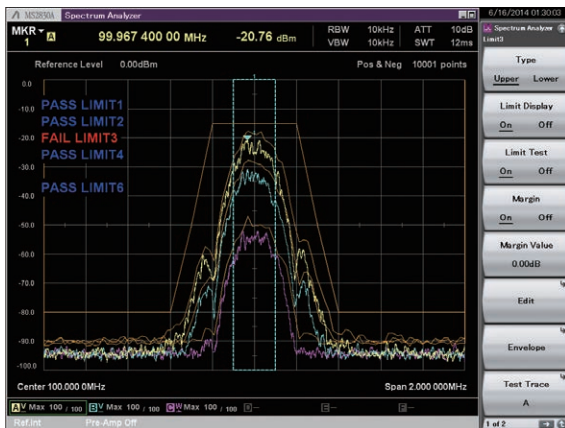 MS2830A Spectrum Analyzer
6/16/2014 01:30:03
MKR 1 A 99.967 400 00 MHz -20.76 dBm
RBW 10kHz ATT 10dB
VBW 10kHz SWT 12ms
Reference Level 0.00dBm Pos & Neg 10001 points
0.0
-10.0
-20.0
-30.0
-40.0
-50.0
-60.0
-70.0
-80.0
-90.0
-100.0
1
PASS LIMIT1
PASS LIMIT2
FAIL LIMIT3
PASS LIMIT4
PASS LIMIT6
Center 100.000 0MHz Span 2.000 000MHz
A V Max 100 / 100 B V Max 100 / 100 C W Max 100 / 100
Ref.Int Pre-Amp Off
Spectrum Analyzer
Limit3
Type
Upper Lower
Limit Display
On Off
Limit Test
On Off
Margin
On Off
Margin Value
0.00dB
Edit
Envelope
Test Trace
A
1 of 2